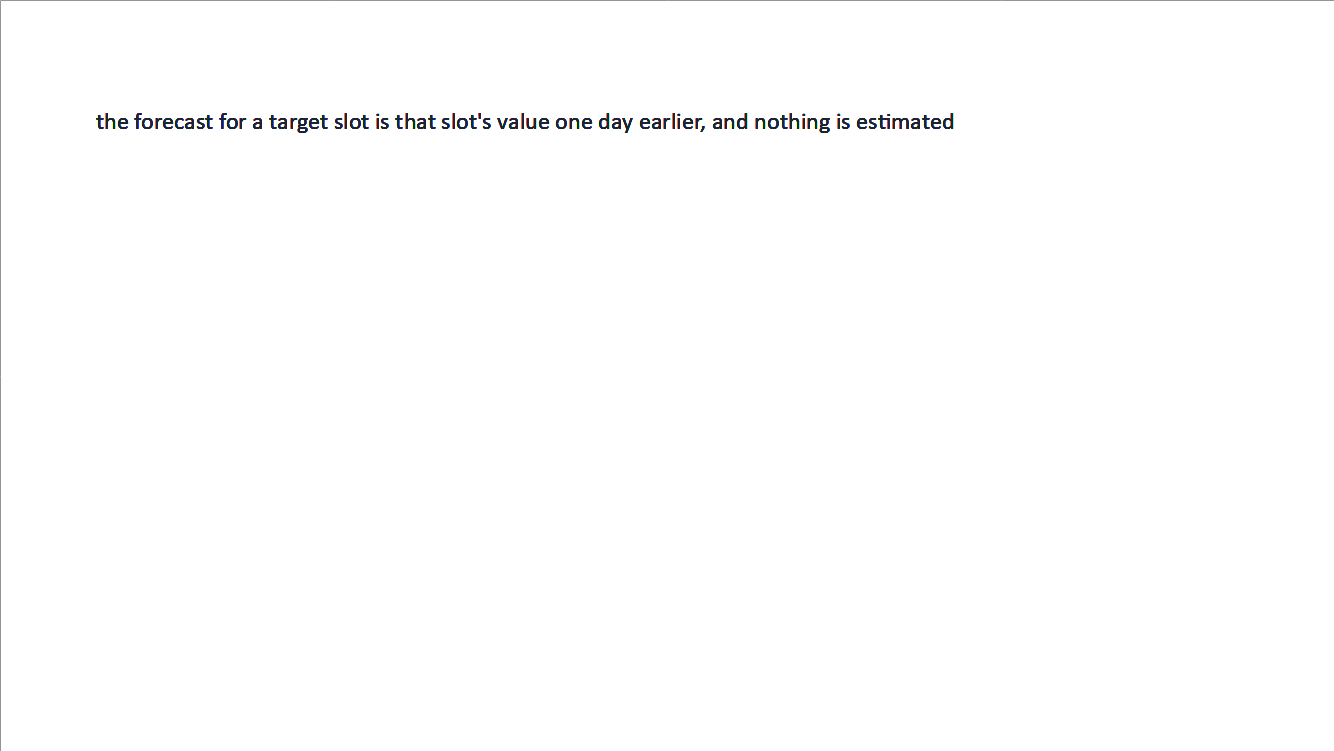 the forecast for a target slot is that slot's value one day earlier, and nothing is estimated